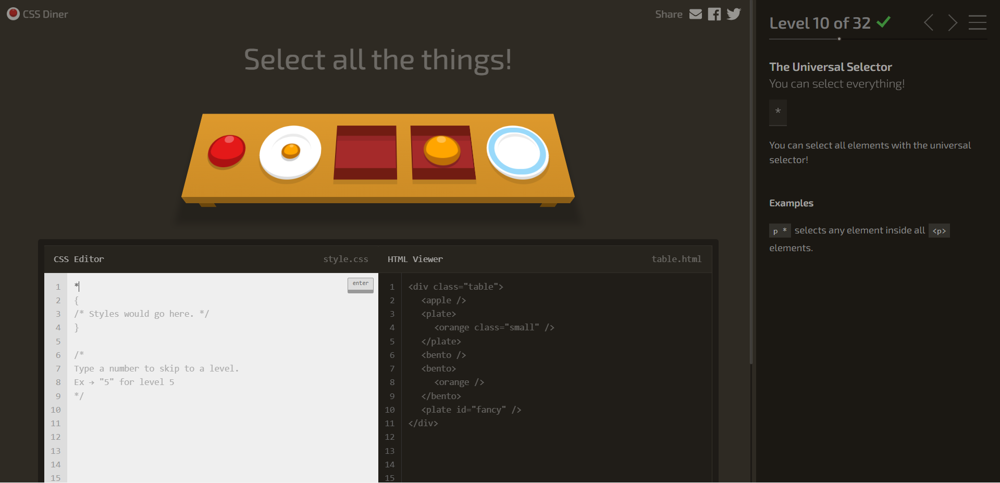 CSS Diner
Share
Select all the things!
Level 10 of 32
The Universal Selector
You can select everything!
*
You can select all elements with the universal
selector!
Examples
p * selects any element inside all <p>
elements.
CSS Editor style.css
1 *
enter
2 {
3 /* Styles would go here. */
4 }
5
6 /*
7 Type a number to skip to a level.
8 Ex → "5" for level 5
9 */
10
11
12
13
14
15
HTML Viewer table.html
1 <div class="table">
2 <apple />
3 <plate>
4 <orange class="small" />
5 </plate>
6 <bento />
7 <bento>
8 <orange />
9 </bento>
10 <plate id="fancy" />
11 </div>
12
13
14
15